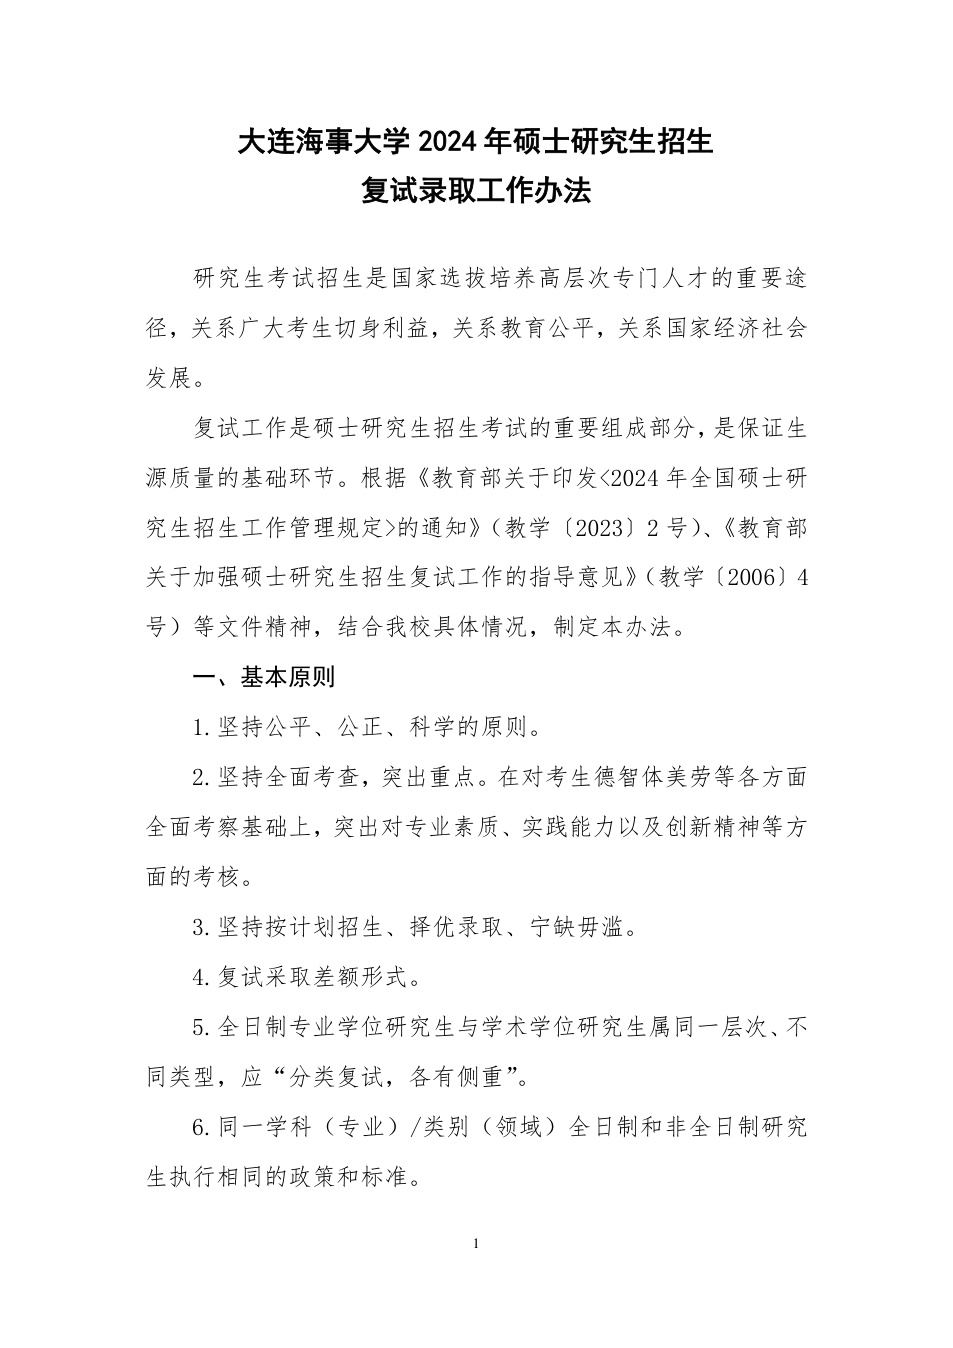 大连海事大学 2024 年硕士研究生招生
复试录取工作办法
研究生考试招生是国家选拔培养高层次专门人才的重要途
径，关系广大考生切身利益，关系教育公平，关系国家经济社会
发展。
复试工作是硕士研究生招生考试的重要组成部分，是保证生
源质量的基础环节。根据《教育部关于印发<2024 年全国硕士研
究生招生工作管理规定>的通知》（教学〔2023〕2 号）、《教育部
关于加强硕士研究生招生复试工作的指导意见》（教学〔2006〕4
号）等文件精神，结合我校具体情况，制定本办法。
一、基本原则
1.坚持公平、公正、科学的原则。
2.坚持全面考查，突出重点。在对考生德智体美劳等各方面
全面考察基础上，突出对专业素质、实践能力以及创新精神等方
面的考核。
3.坚持按计划招生、择优录取、宁缺毋滥。
4.复试采取差额形式。
5.全日制专业学位研究生与学术学位研究生属同一层次、不
同类型，应“分类复试，各有侧重”。
6.同一学科（专业）/类别（领域）全日制和非全日制研究
生执行相同的政策和标准。
1